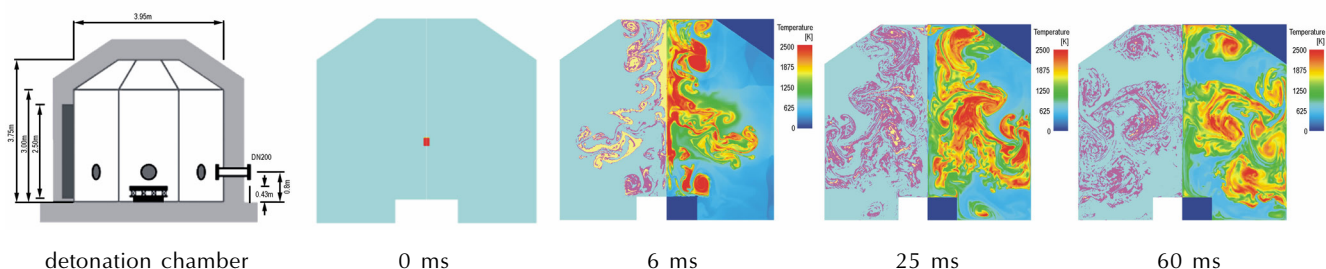 3.95m
3.75m
3.00m
2.50m
DN200
0.8m
0.43m
detonation chamber
0 ms
Temperature
[K]
2500
1875
1250
625
0
6 ms
Temperature
[K]
2500
1875
1250
625
0
25 ms
Temperature
[K]
2500
1875
1250
625
0
60 ms